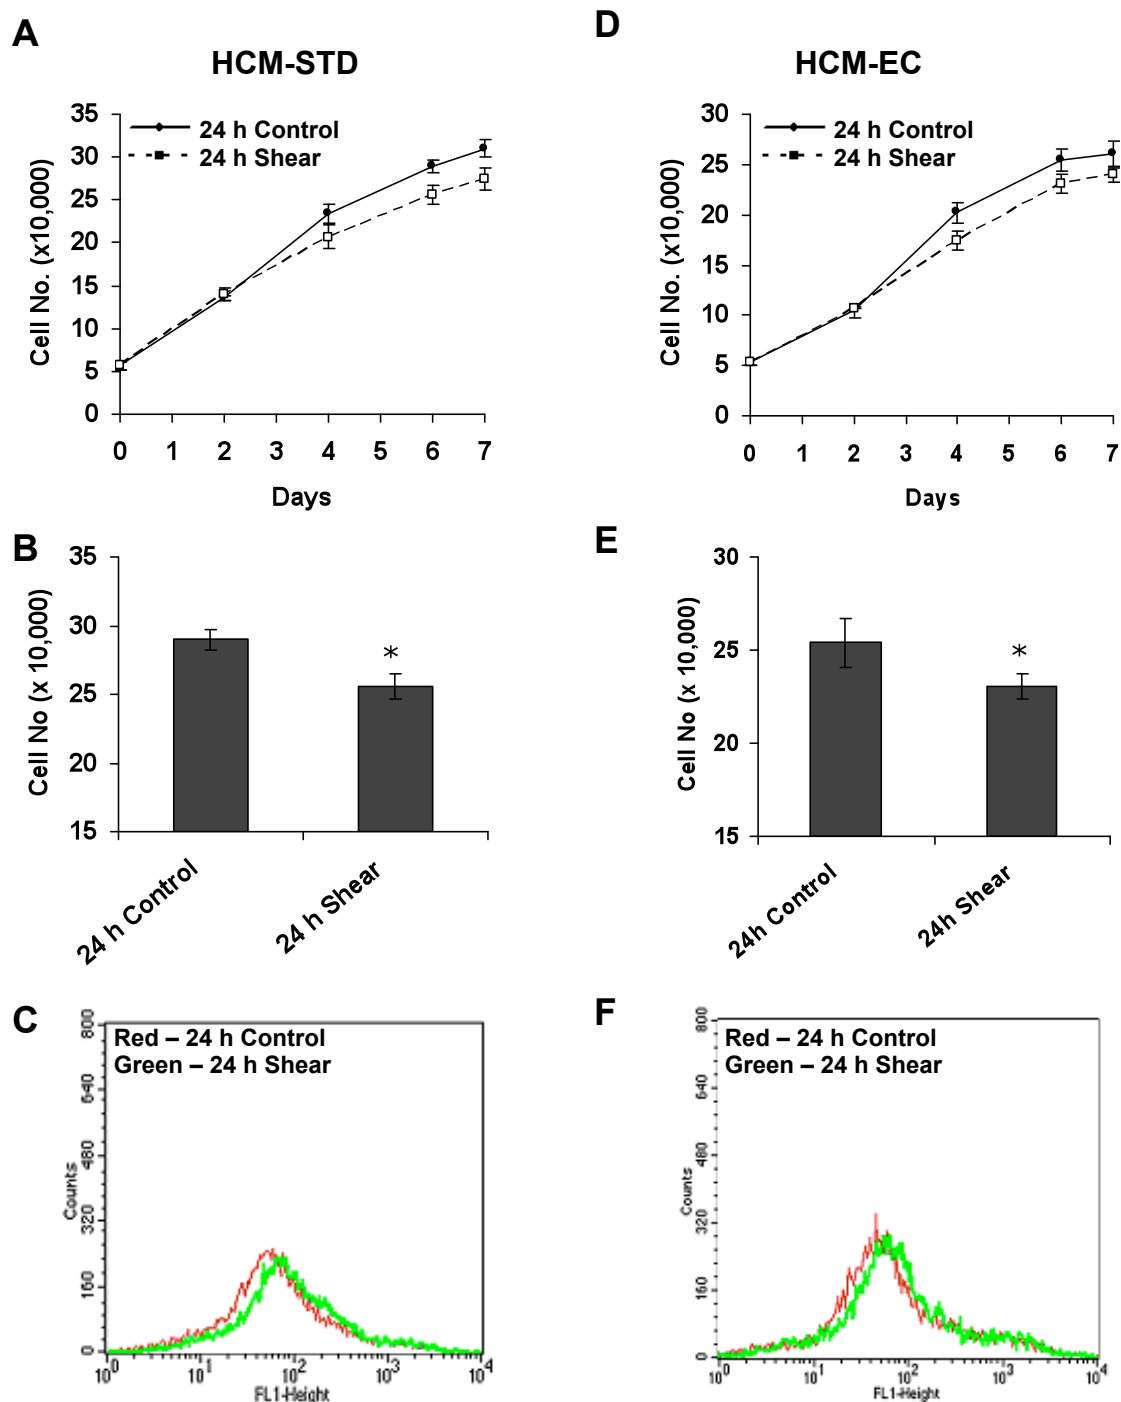 A
HCM-STD
35
30
25
20
15
10
5
0
Cell No. (x10,000)
24 h Control
24 h Shear
0 1 2 3 4 5 6 7
Days
D
HCM-EC
30
25
20
15
10
5
0
Cell No. (x10,000)
24 h Control
24 h Shear
0 1 2 3 4 5 6 7
Days
B
35
30
25
20
15
Cell No (x 10,000)
*
24 h Control
24 h Shear
E
30
25
20
15
Cell No (x 10,000)
*
24h Control
24h Shear
C
Red – 24 h Control
Green – 24 h Shear
800
640
480
320
160
0
Counts
10^0 10^1 10^2 10^3 10^4
FL1-Height
F
Red – 24 h Control
Green – 24 h Shear
800
640
480
320
160
0
Counts
10^0 10^1 10^2 10^3 10^4
FL1-Height